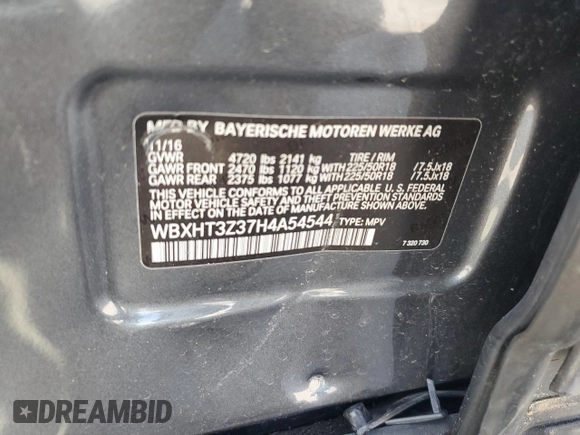 MFD BY BAYERISCHE MOTOREN WERKE AG
11/16
GVWR 4720 lbs 2141 kg TIRE / RIM
GAWR FRONT 2470 lbs 1120 kg WITH 225/50R18 /7.5Jx18
GAWR REAR 2375 lbs 1077 kg WITH 225/50R18 /7.5Jx18
THIS VEHICLE CONFORMS TO ALL APPLICABLE U.S. FEDERAL
MOTOR VEHICLE SAFETY, BUMPER, AND THEFT PREVENTION
STANDARDS IN EFFECT ON THE DATE OF MANUFACTURE SHOWN ABOVE.
WBXHT3Z37H4A54544 TYPE: MPV
7 320 730
DREAMBID